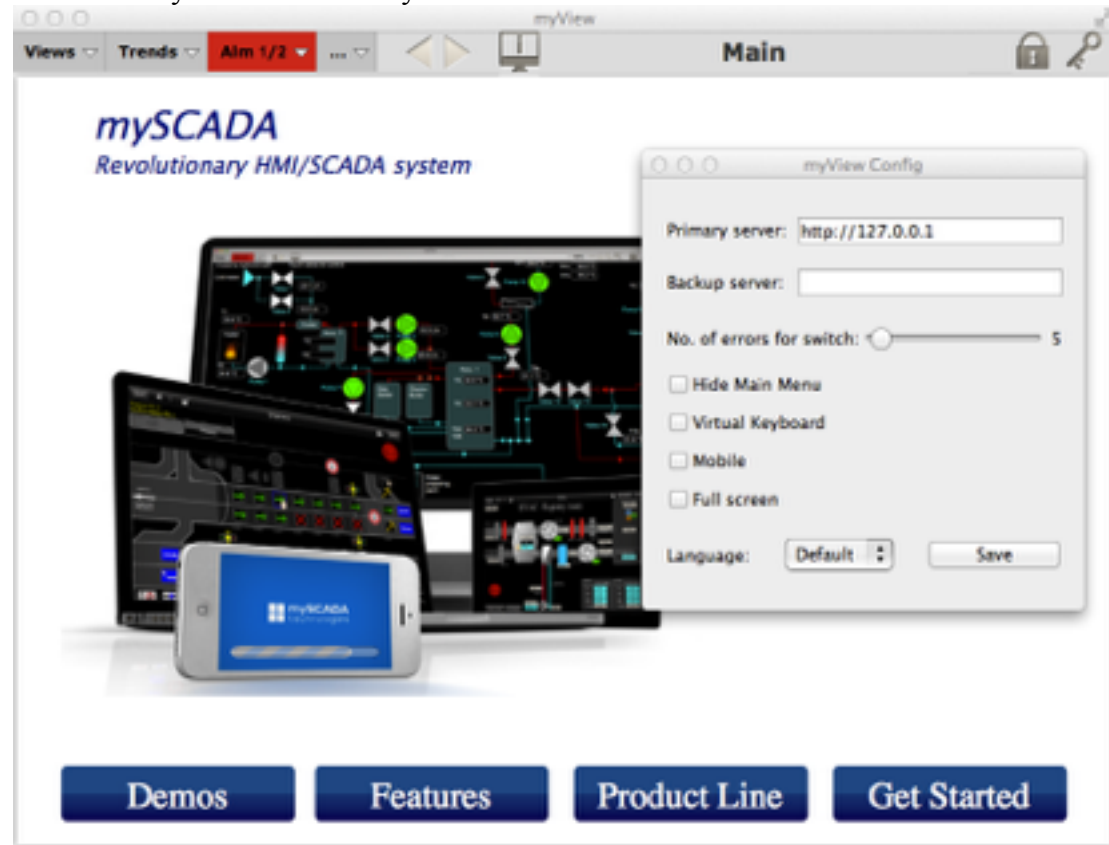 myView
Views Trends Alm 1/2 ... Main
mySCADA
Revolutionary HMI/SCADA system
myView Config
Primary server: http://127.0.0.1
Backup server:
No. of errors for switch: 5
Hide Main Menu
Virtual Keyboard
Mobile
Full screen
Language: Default Save
mySCADA
technologies
Demos Features Product Line Get Started